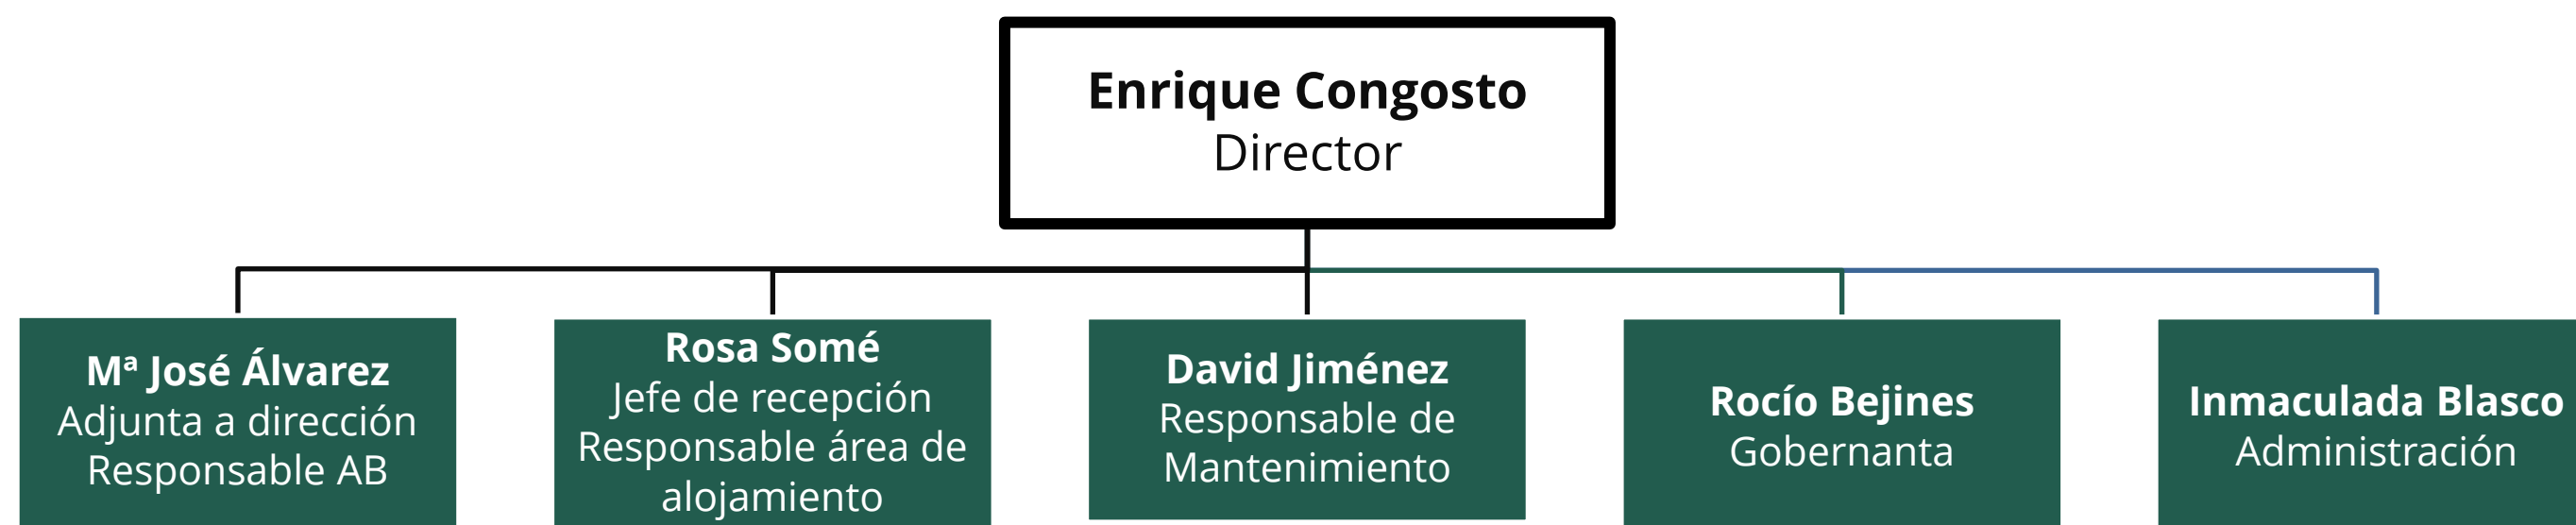 Enrique Congosto
Director
Mª José Álvarez
Adjunta a dirección
Responsable AB
Rosa Somé
Jefe de recepción
Responsable área de
alojamiento
David Jiménez
Responsable de
Mantenimiento
Rocío Bejines
Gobernanta
Inmaculada Blasco
Administración